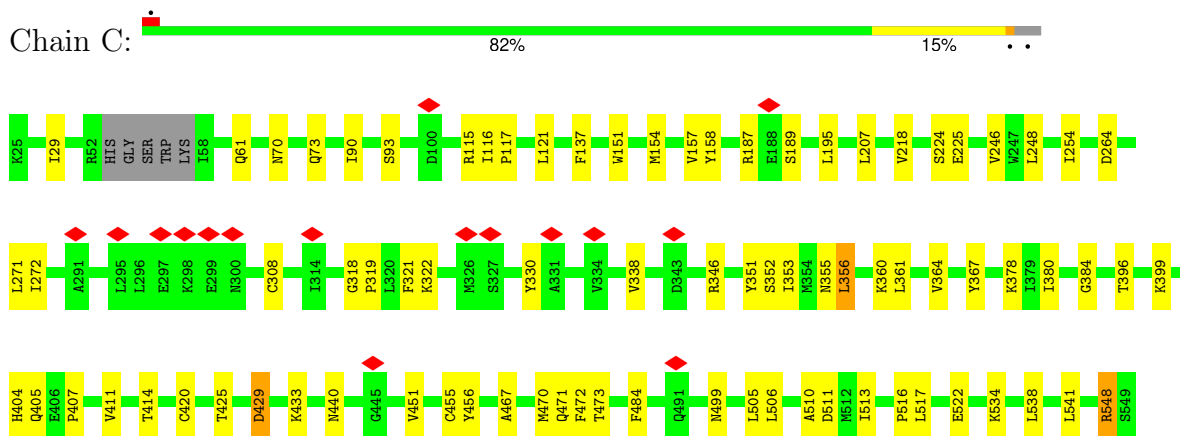 Chain C:
82% 15%
K25 I29 R52 HIS GLY SER TRP LYS I58 Q61 N70 Q73 I90 S93 D100 R115 I116 P117 L121 F137 W151 M154 V157 Y158 R187 E188 S189 L195 L207 V218 S224 E225 V246 W247 L248 I254 D264
L271 I272 A291 L295 L296 E297 K298 E299 N300 C308 I314 G318 P319 L320 F321 K322 M326 S327 Y330 A331 V334 V338 D343 R346 Y351 S352 I353 M354 N355 L356 K360 L361 V364 Y367 K378 I379 I380 G384 T396 K399
H404 Q405 E406 P407 V411 T414 C420 T425 D429 K433 N440 G445 V451 C455 Y456 A467 M470 Q471 F472 T473 F484 Q491 N499 L505 L506 A510 D511 M512 I513 P516 L517 E522 K534 L538 L541 R548 S549